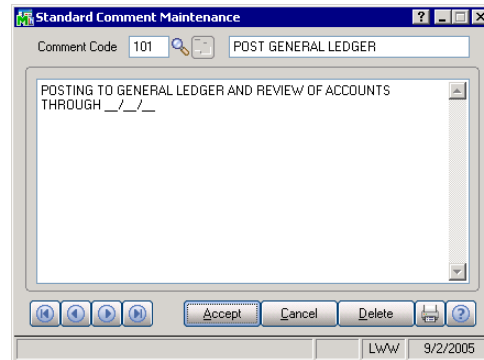 Standard Comment Maintenance
Comment Code 101 POST GENERAL LEDGER
POSTING TO GENERAL LEDGER AND REVIEW OF ACCOUNTS
THROUGH __/__/__
Accept Cancel Delete
LWW 9/2/2005